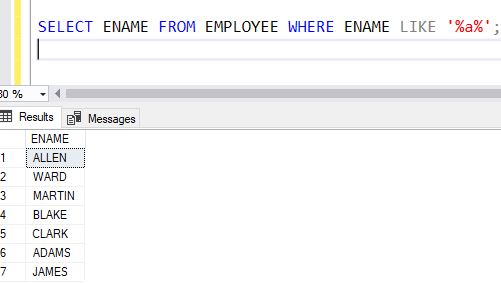 SELECT ENAME FROM EMPLOYEE WHERE ENAME LIKE '%a%';
Results Messages
ENAME
1 ALLEN
2 WARD
3 MARTIN
4 BLAKE
5 CLARK
6 ADAMS
7 JAMES